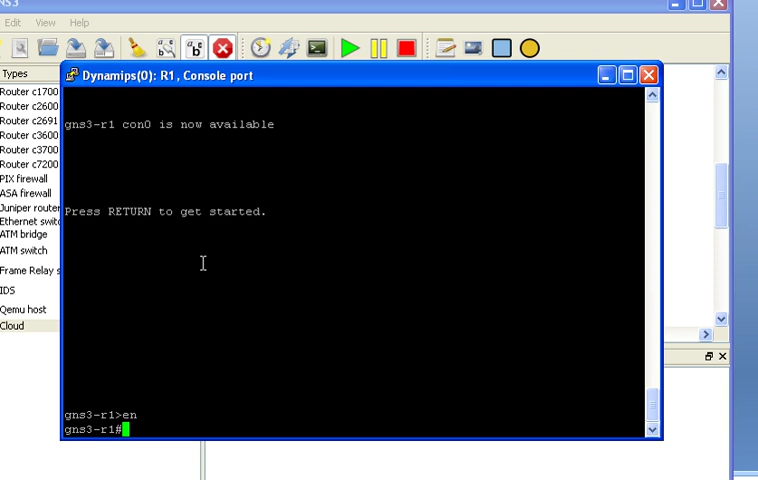 NS3
Edit View Help
Types
Router c1700
Router c2600
Router c2691
Router c3600
Router c3700
Router c7200
PIX firewall
ASA firewall
Juniper router
Ethernet switc
ATM bridge
ATM switch
Frame Relay s
IDS
Qemu host
Cloud
Dynamips(0): R1, Console port
gns3-r1 con0 is now available
Press RETURN to get started.
gns3-r1>en
gns3-r1#